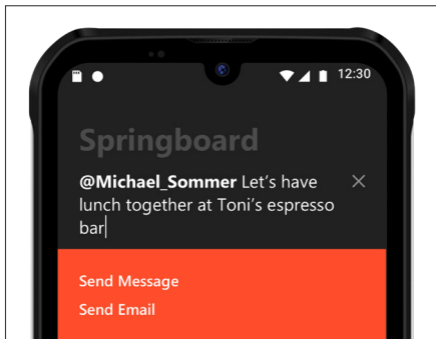 12:30
Springboard
@Michael_Sommer Let's have
lunch together at Toni's espresso
bar
Send Message
Send Email